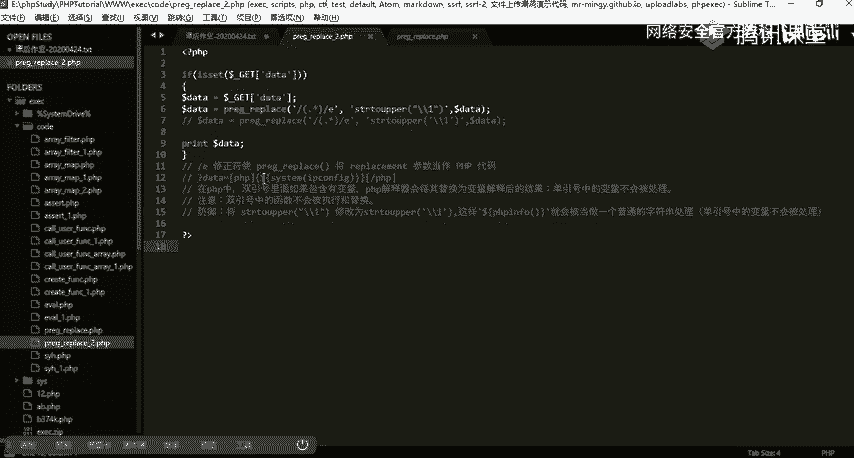 E:\phpStudy\PHPTutorial\WWW\exec\code\preg_replace_2.php (exec, scripts, php, ctf, test, default, Atom, markdown, ssrf, ssrf-2, 文件上传漏洞演示代码, mr-mingy.github.io, uploadlabs, phpexec) - Sublime T
文件(F) 编辑(E) 选择(S) 查找(I) 视图(V) 跳转(G) 工具(T) 项目(P) 首选项(N) 帮助(H)
网络安全官方 腾讯课堂
OPEN FILES
课后作业-20200424.txt
preg_replace_2.php
FOLDERS
exec
%SystemDrive%
code
array_filter.php
array_filter_1.php
array_map.php
array_map_1.php
array_map_2.php
assert.php
assert_1.php
call_user_func.php
call_user_func_1.php
call_user_func_array.php
call_user_func_array_1.php
create_func.php
create_func_1.php
eval.php
eval_1.php
preg_replace.php
preg_replace_2.php
syh.php
syh_1.php
sys
12.php
ab.php
b374k.php
exec.zip
课后作业-20200424.txt preg_replace_2.php preg_replace.php
1 <?php
2
3 if(isset($_GET['data']))
4 {
5 $data = $_GET['data'];
6 $data = preg_replace('/(.*)/e', 'strtoupper("\\1")',$data);
7 // $data = preg_replace('/(.*)/e', 'strtoupper('\\1')',$data);
8
9 print $data;
10 }
11 // /e 修正符使 preg_replace() 将 replacement 参数当作 PHP 代码
12 // ?data=[php]{${system(ipconfig)}}[/php]
13 // 在php中，双引号里面如果包含有变量，php解释器会将其替换为变量解释后的结果；单引号中的变量不会被处理。
14 // 注意：双引号中的函数不会被执行和替换。
15 // 防御：将 strtoupper("\\1") 修改为strtoupper('\\1'),这样'${phpinfo()}'就会被当做一个普通的字符串处理（单引号中的变量不会被处理）
16
17 ?>
18
Tab Size: 4 PHP